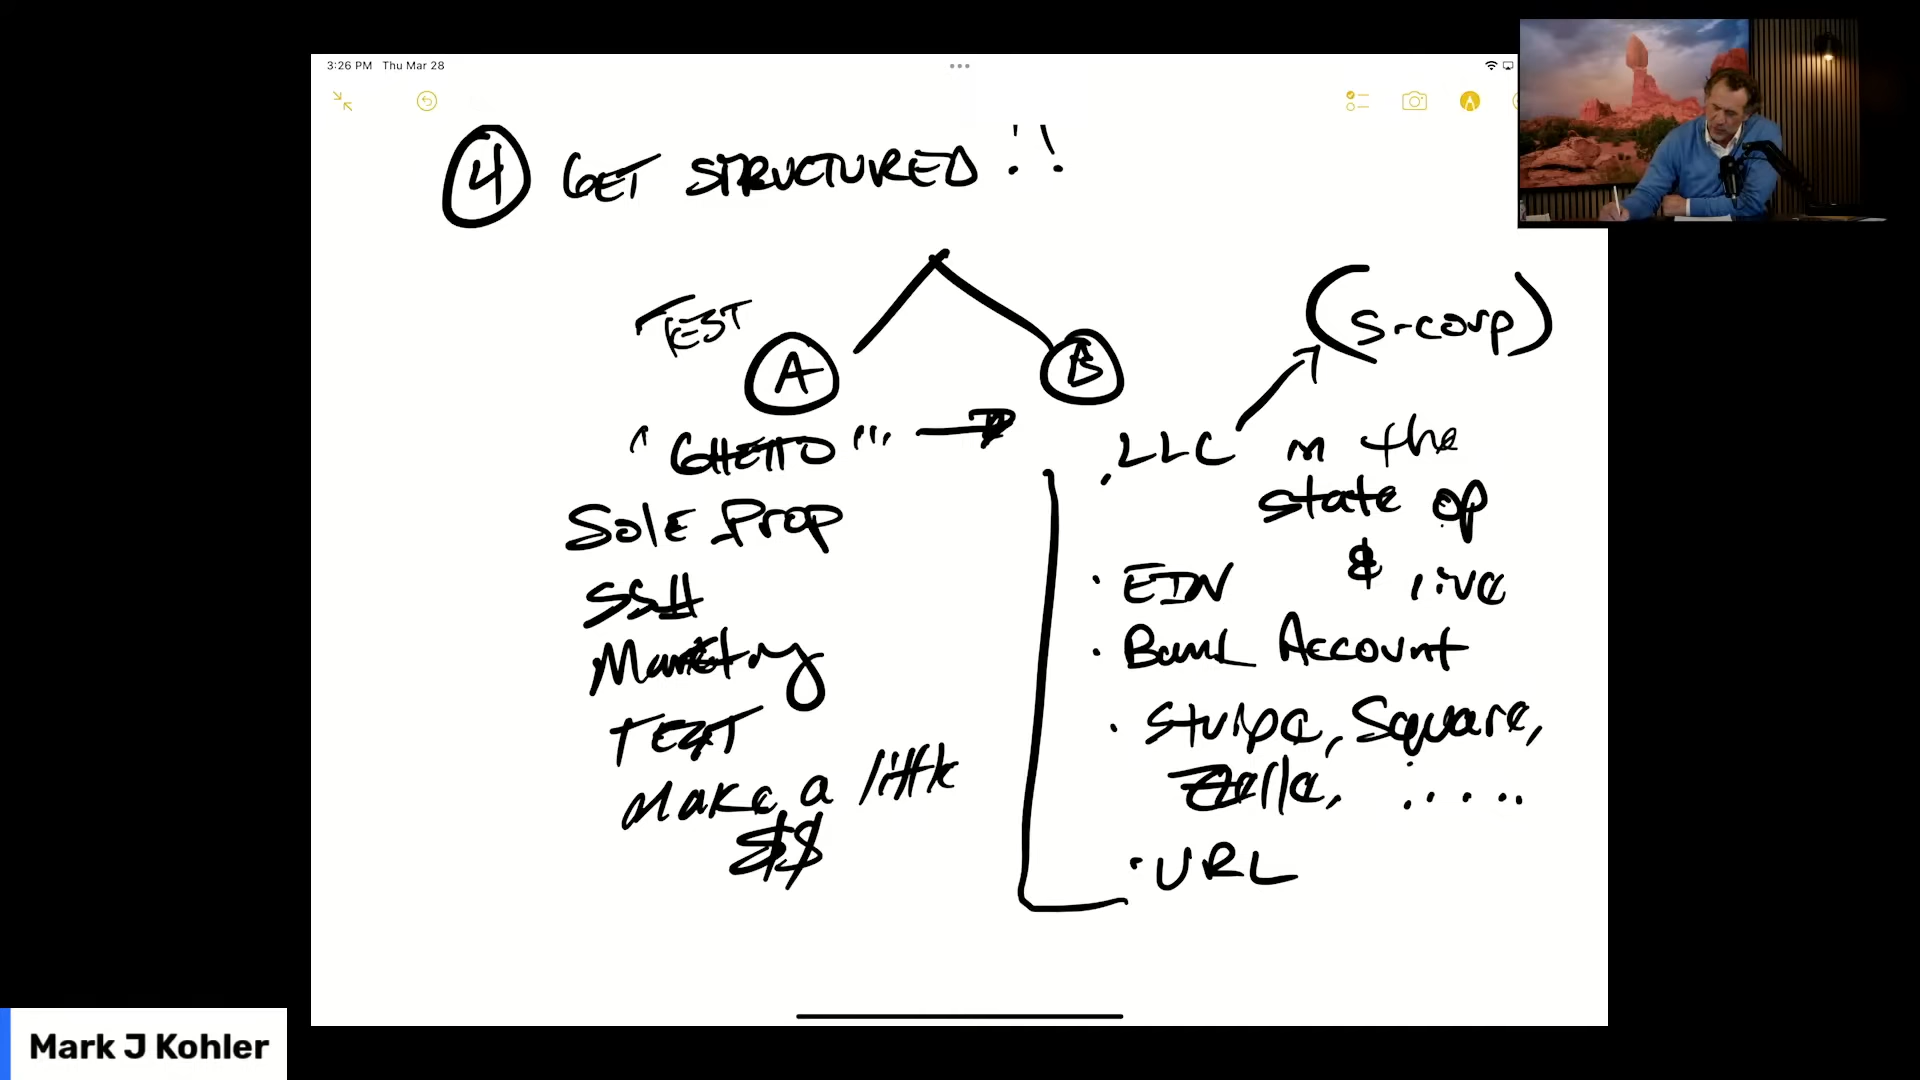 3:26 PM Thu Mar 28
4 GET STRUCTURED !!
TEST
A
"GHETTO"
Sole Prop
SS#
Marketing
TEST
Make a little
$$
B
(S-corp)
· LLC in the
state op
& live
· EIN
· Bank Account
· Stripe, Square,
Zelle, .....
· URL
Mark J Kohler